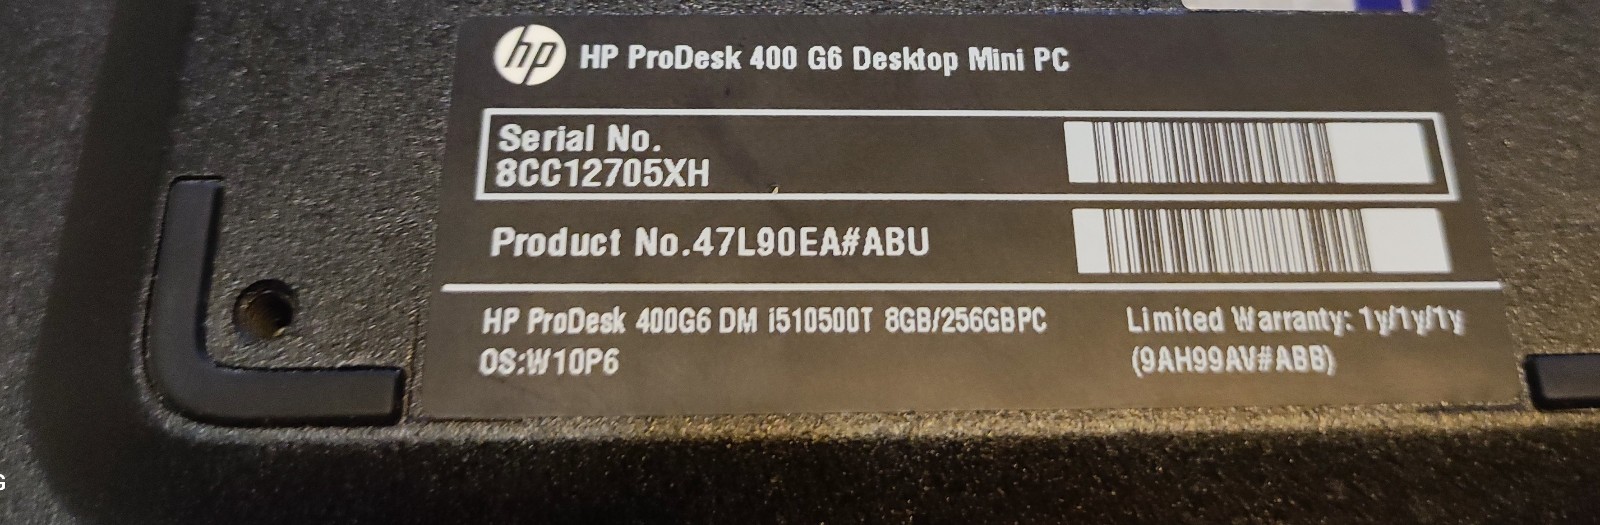 hp HP ProDesk 400 G6 Desktop Mini PC
Serial No.
8CC12705XH
Product No.47L90EA#ABU
HP ProDesk 400G6 DM i510500T 8GB/256GBPC
OS:W10P6
Limited Warranty: 1y/1y/1y
(9AH99AV#ABB)
G